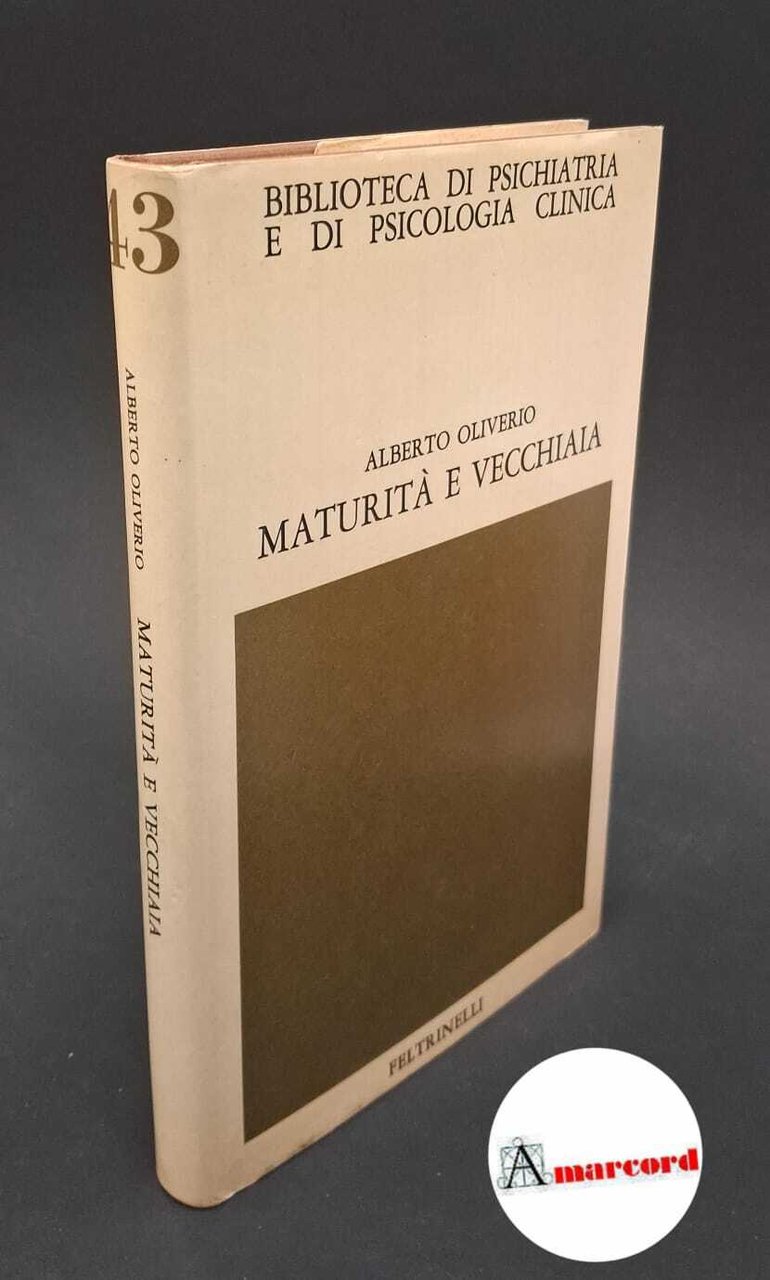 43
ALBERTO OLIVERIO
MATURITÀ E VECCHIAIA
BIBLIOTECA DI PSICHIATRIA
E DI PSICOLOGIA CLINICA
ALBERTO OLIVERIO
MATURITÀ E VECCHIAIA
FELTRINELLI
Amarcord